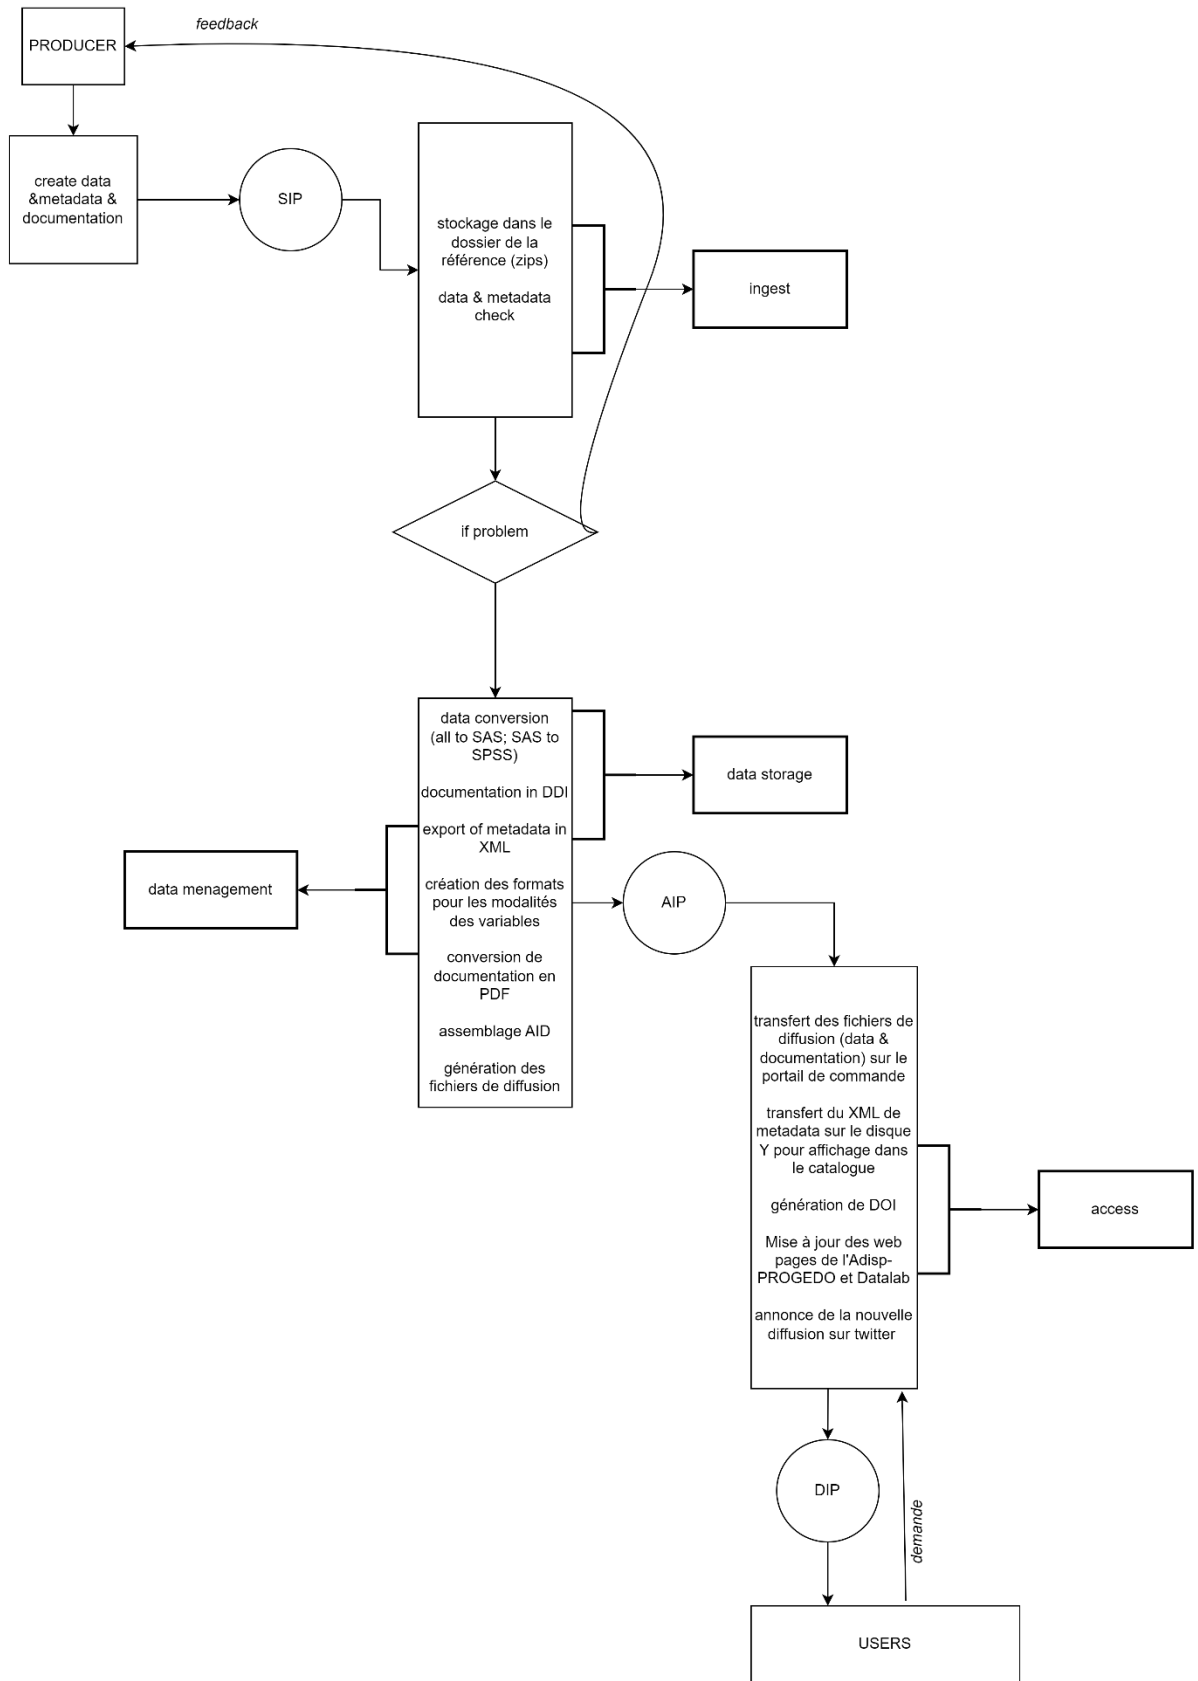 feedback
PRODUCER
create data
&metadata &
documentation
SIP
stockage dans le
dossier de la
référence (zips)
data & metadata
check
ingest
if problem
data conversion
(all to SAS; SAS to
SPSS)
documentation in DDI
export of metadata in
XML
création des formats
pour les modalités
des variables
conversion de
documentation en
PDF
assemblage AID
génération des
fichiers de diffusion
data storage
data menagement
AIP
transfert des fichiers de
diffusion (data &
documentation) sur le
portail de commande
transfert du XML de
metadata sur le disque
Y pour affichage dans
le catalogue
génération de DOI
Mise à jour des web
pages de l'Adisp-
PROGEDO et Datalab
annonce de la nouvelle
diffusion sur twitter
access
DIP
demande
USERS